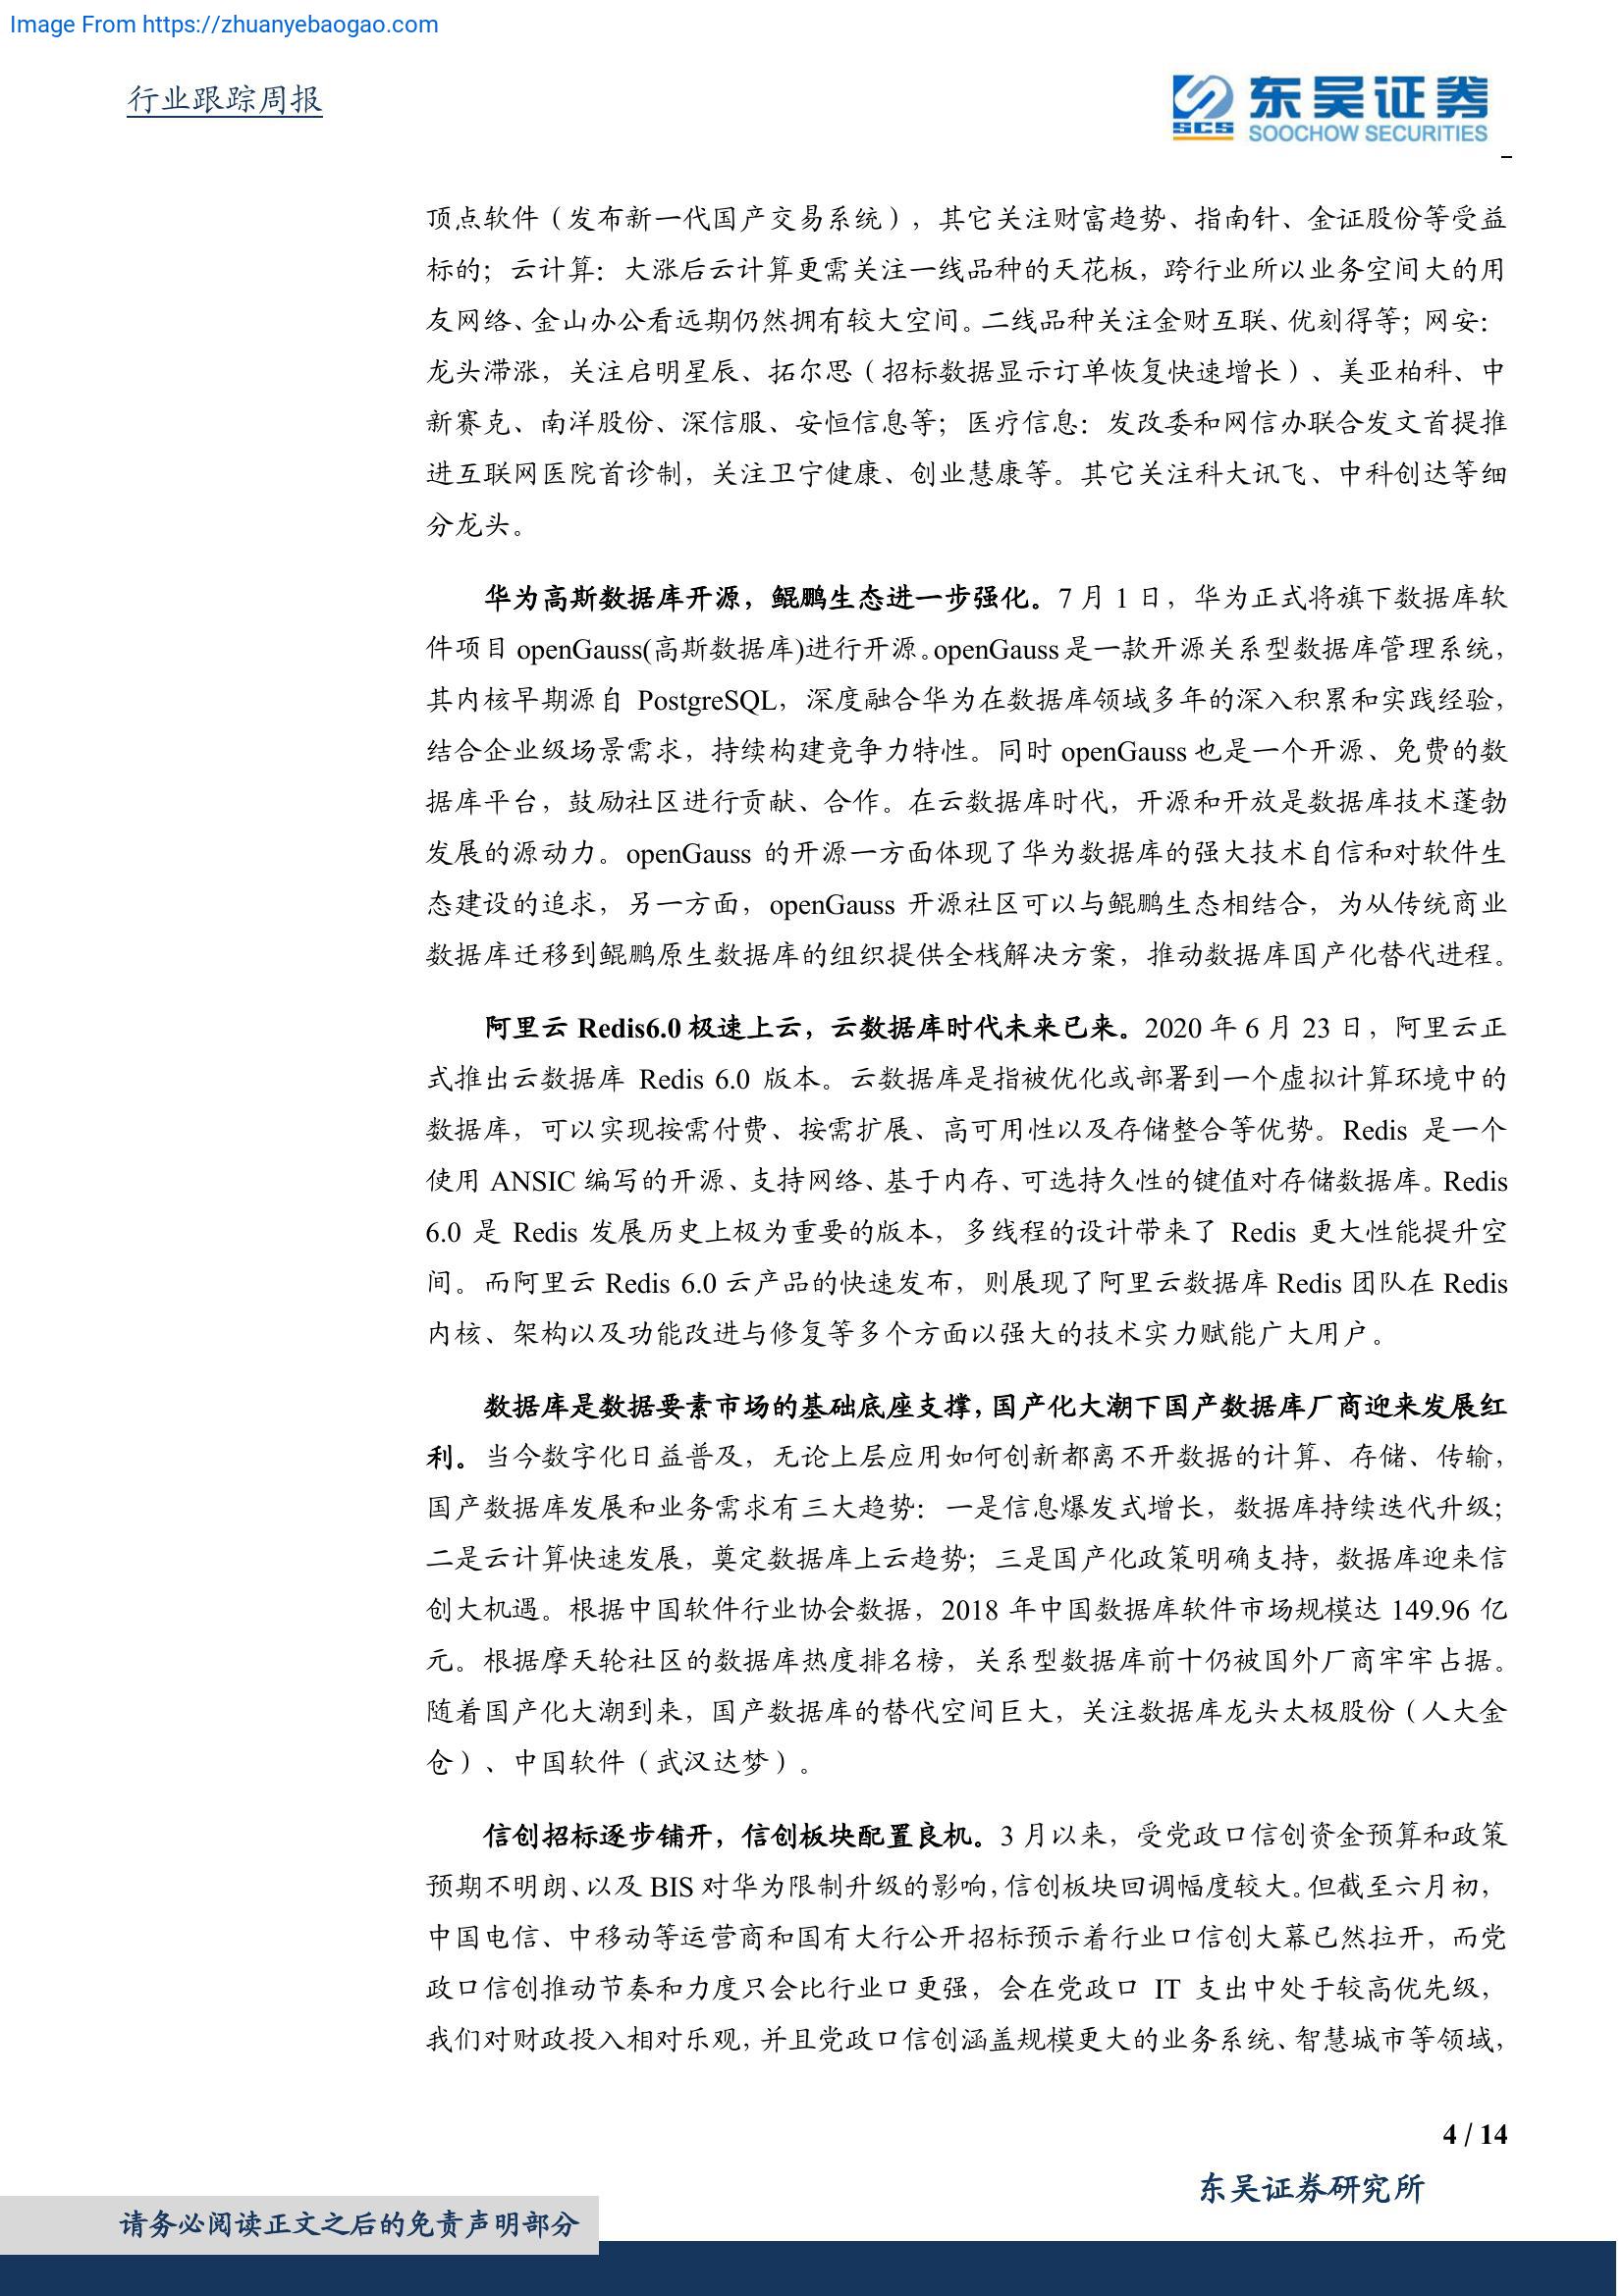 Image From https://zhuanyebaogao.com
行业跟踪周报
SCS
东吴证券
SOOCHOW SECURITIES
顶点软件（发布新一代国产交易系统），其它关注财富趋势、指南针、金证股份等受益
标的；云计算：大涨后云计算更需关注一线品种的天花板，跨行业所以业务空间大的用
友网络、金山办公看远期仍然拥有较大空间。二线品种关注金财互联、优刻得等；网安：
龙头滞涨，关注启明星辰、拓尔思（招标数据显示订单恢复快速增长）、美亚柏科、中
新赛克、南洋股份、深信服、安恒信息等；医疗信息：发改委和网信办联合发文首提推
进互联网医院首诊制，关注卫宁健康、创业慧康等。其它关注科大讯飞、中科创达等细
分龙头。
华为高斯数据库开源，鲲鹏生态进一步强化。7 月 1 日，华为正式将旗下数据库软
件项目 openGauss(高斯数据库)进行开源。openGauss 是一款开源关系型数据库管理系统，
其内核早期源自 PostgreSQL，深度融合华为在数据库领域多年的深入积累和实践经验，
结合企业级场景需求，持续构建竞争力特性。同时 openGauss 也是一个开源、免费的数
据库平台，鼓励社区进行贡献、合作。在云数据库时代，开源和开放是数据库技术蓬勃
发展的源动力。openGauss 的开源一方面体现了华为数据库的强大技术自信和对软件生
态建设的追求，另一方面，openGauss 开源社区可以与鲲鹏生态相结合，为从传统商业
数据库迁移到鲲鹏原生数据库的组织提供全栈解决方案，推动数据库国产化替代进程。
阿里云 Redis6.0 极速上云，云数据库时代未来已来。2020 年 6 月 23 日，阿里云正
式推出云数据库 Redis 6.0 版本。云数据库是指被优化或部署到一个虚拟计算环境中的
数据库，可以实现按需付费、按需扩展、高可用性以及存储整合等优势。Redis 是一个
使用 ANSIC 编写的开源、支持网络、基于内存、可选持久性的键值对存储数据库。Redis
6.0 是 Redis 发展历史上极为重要的版本，多线程的设计带来了 Redis 更大性能提升空
间。而阿里云 Redis 6.0 云产品的快速发布，则展现了阿里云数据库 Redis 团队在 Redis
内核、架构以及功能改进与修复等多个方面以强大的技术实力赋能广大用户。
数据库是数据要素市场的基础底座支撑，国产化大潮下国产数据库厂商迎来发展红
利。当今数字化日益普及，无论上层应用如何创新都离不开数据的计算、存储、传输，
国产数据库发展和业务需求有三大趋势：一是信息爆发式增长，数据库持续迭代升级；
二是云计算快速发展，奠定数据库上云趋势；三是国产化政策明确支持，数据库迎来信
创大机遇。根据中国软件行业协会数据，2018 年中国数据库软件市场规模达 149.96 亿
元。根据摩天轮社区的数据库热度排名榜，关系型数据库前十仍被国外厂商牢牢占据。
随着国产化大潮到来，国产数据库的替代空间巨大，关注数据库龙头太极股份（人大金
仓）、中国软件（武汉达梦）。
信创招标逐步铺开，信创板块配置良机。3 月以来，受党政口信创资金预算和政策
预期不明朗、以及 BIS 对华为限制升级的影响，信创板块回调幅度较大。但截至六月初，
中国电信、中移动等运营商和国有大行公开招标预示着行业口信创大幕已然拉开，而党
政口信创推动节奏和力度只会比行业口更强，会在党政口 IT 支出中处于较高优先级，
我们对财政投入相对乐观，并且党政口信创涵盖规模更大的业务系统、智慧城市等领域，
4 / 14
东吴证券研究所
请务必阅读正文之后的免责声明部分